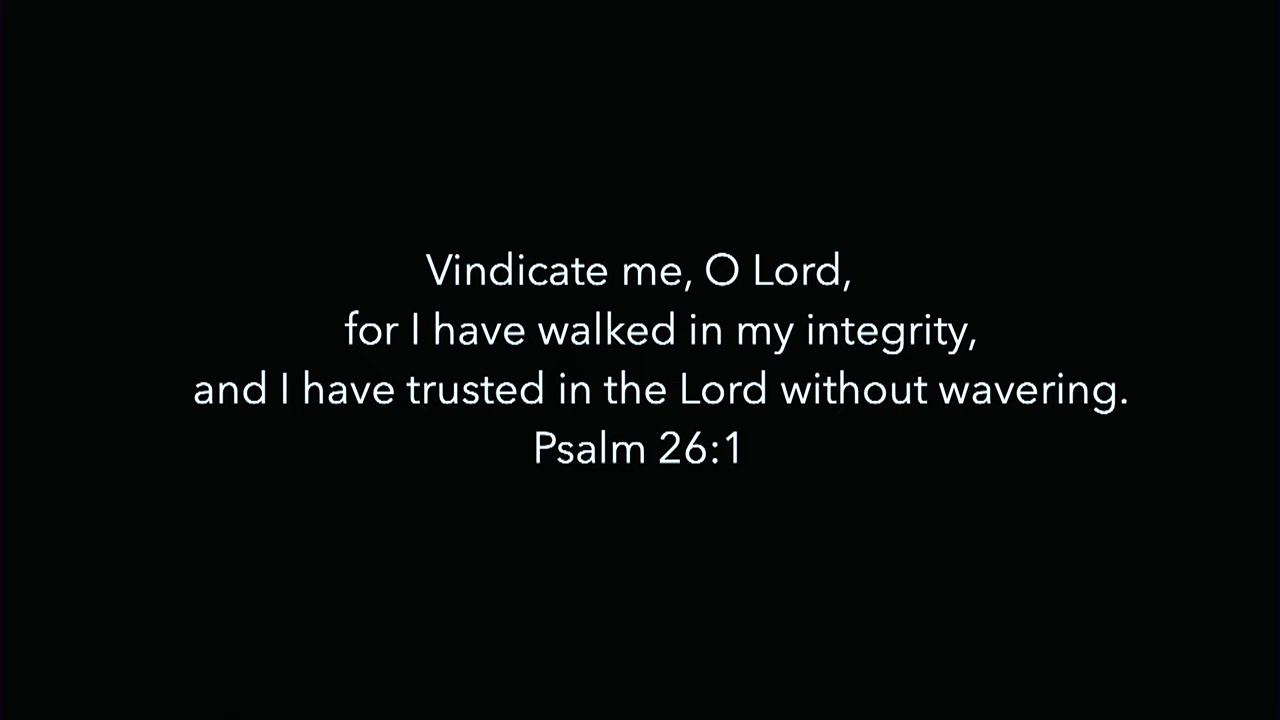 Vindicate me, O Lord,
for I have walked in my integrity,
and I have trusted in the Lord without wavering.
Psalm 26:1